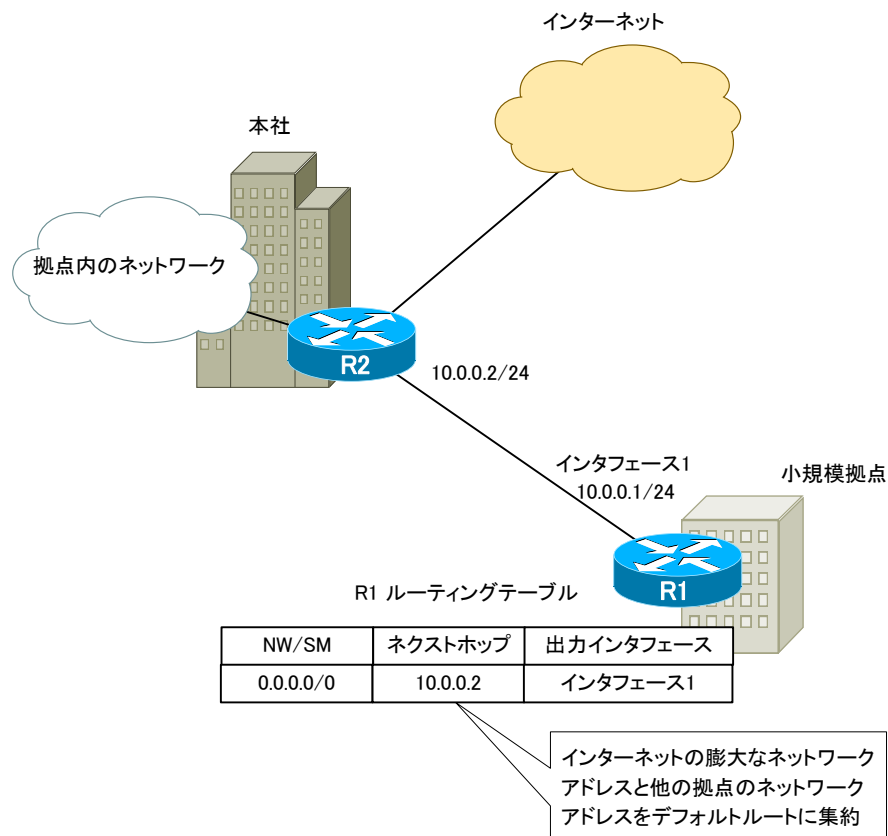 インターネット
本社
拠点内のネットワーク
R2
10.0.0.2/24
インタフェース1
10.0.0.1/24
小規模拠点
R1
R1 ルーティングテーブル
NW/SM ネクストホップ 出力インタフェース
0.0.0.0/0 10.0.0.2 インタフェース1
インターネットの膨大なネットワーク
アドレスと他の拠点のネットワーク
アドレスをデフォルトルートに集約